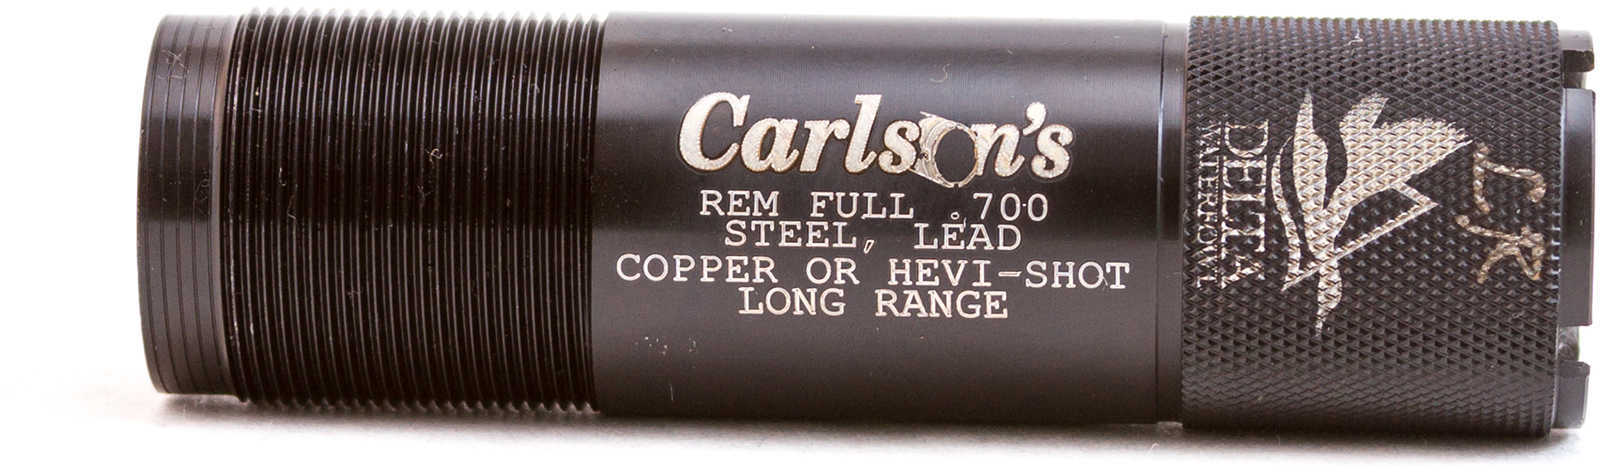 Carlson's
REM FULL .700
STEEL, LEAD
COPPER OR HEVI-SHOT
LONG RANGE
DELTA
WATERFOWL
LR